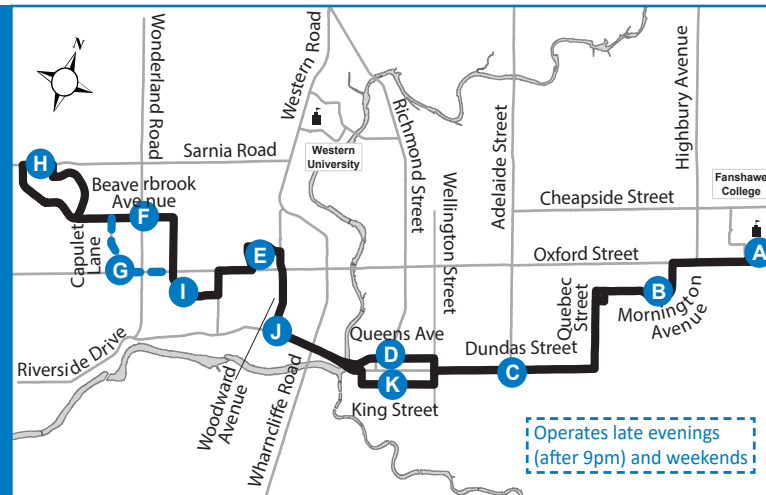 N
Wonderland Road
Western Road
Richmond Street
Wellington Street
Adelaide Street
Highbury Avenue
Western
University
Sarnia Road
Fanshawe
College
H
Beaverbrook
Avenue
F
Cheapside Street
Capulet
Lane
G
E
Oxford Street
A
I
B
Quebec
Street
Mornington
Avenue
J
Queens Ave
D
Dundas Street
C
Riverside Drive
K
King Street
Woodward
Avenue
Wharncliffe Road
Operates late evenings
(after 9pm) and weekends